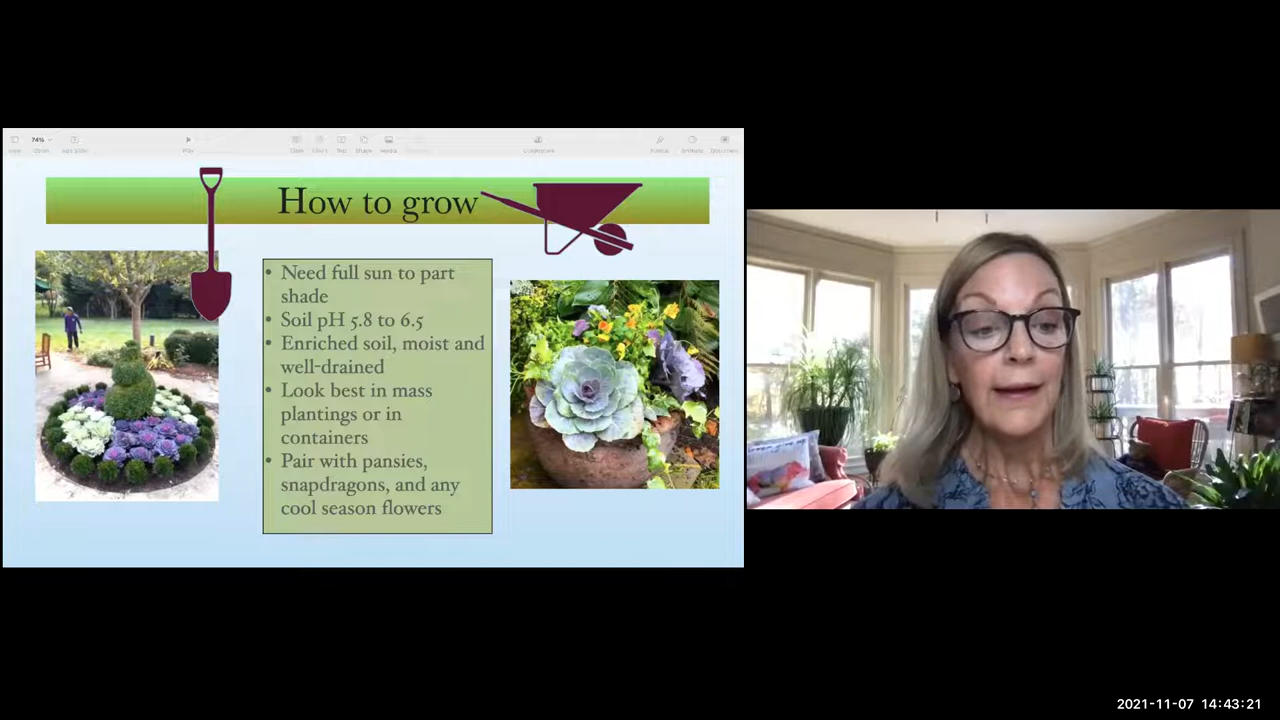 74%
How to grow
• Need full sun to part
shade
• Soil pH 5.8 to 6.5
• Enriched soil, moist and
well-drained
• Look best in mass
plantings or in
containers
• Pair with pansies,
snapdragons, and any
cool season flowers
2021-11-07 14:43:21